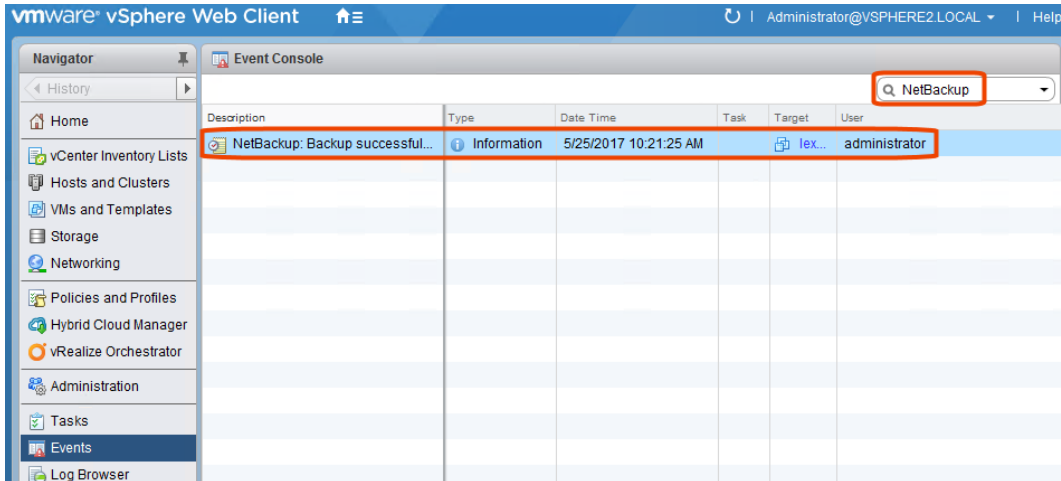 vmware® vSphere Web Client
Administrator@VSPHERE2.LOCAL
Help
Navigator
Event Console
History
NetBackup
Home
Description Type Date Time Task Target User
NetBackup: Backup successful... Information 5/25/2017 10:21:25 AM lex... administrator
vCenter Inventory Lists
Hosts and Clusters
VMs and Templates
Storage
Networking
Policies and Profiles
Hybrid Cloud Manager
vRealize Orchestrator
Administration
Tasks
Events
Log Browser